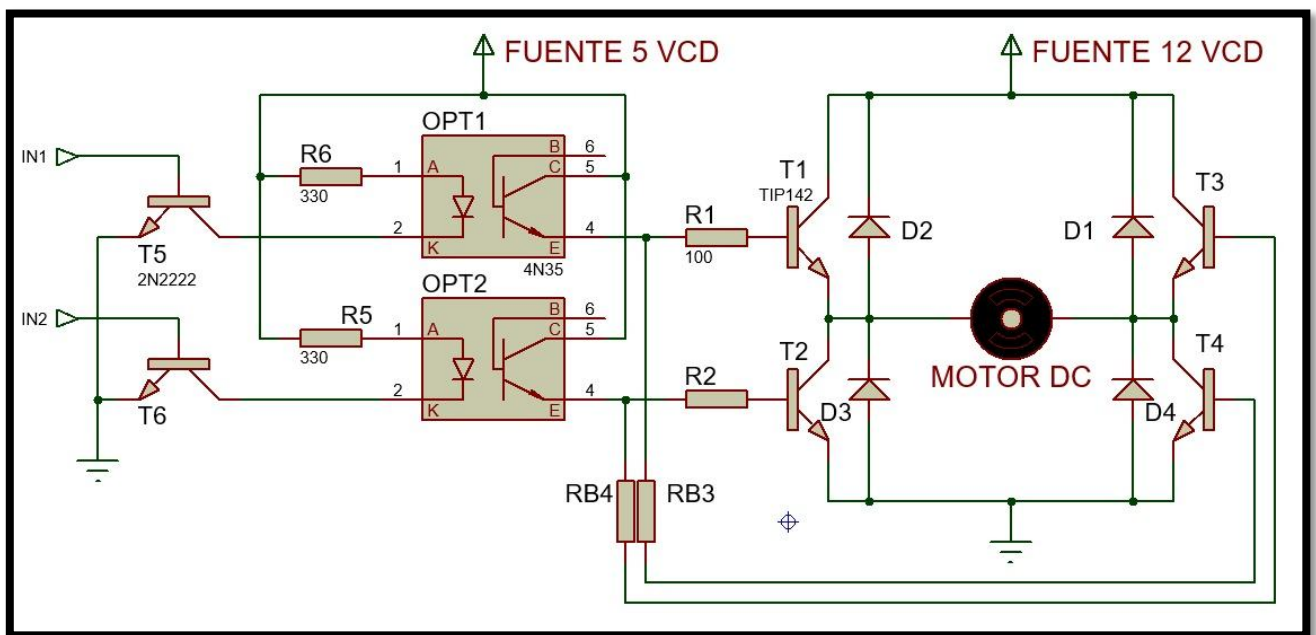 FUENTE 5 VCD
FUENTE 12 VCD
OPT1
IN1
R6
330
1
2
A
K
B
C
E
6
5
4
4N35
T5
2N2222
R1
100
T1
TIP142
D2
D1
T3
OPT2
IN2
R5
330
1
2
A
K
B
C
E
6
5
4
T6
R2
T2
D3
MOTOR DC
T4
D4
RB4
RB3